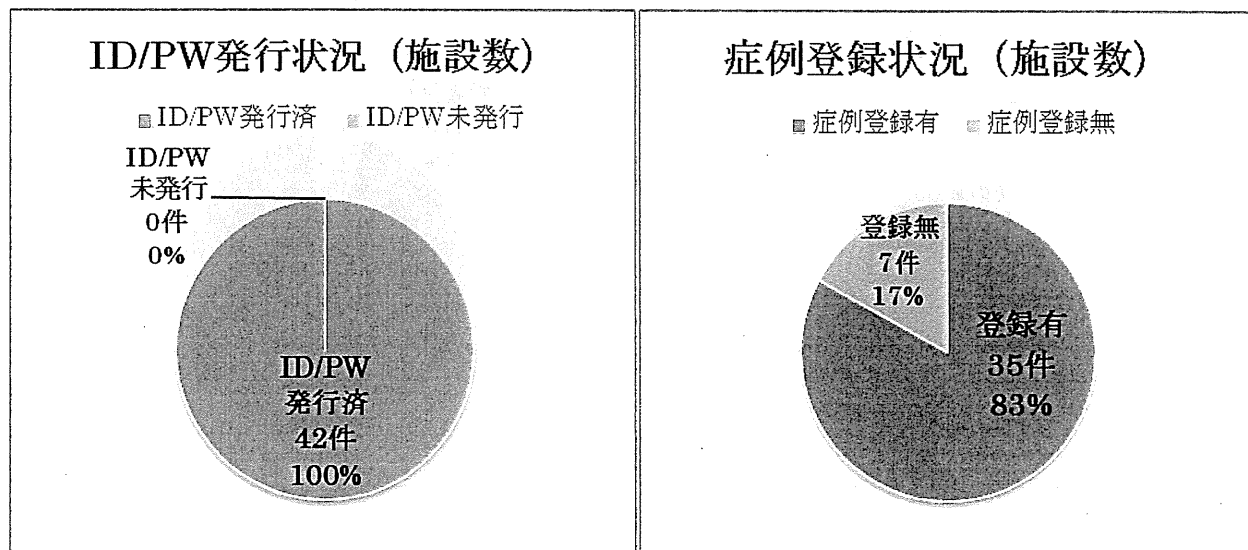 ID/PW発行状況（施設数）
ID/PW発行済 ID/PW未発行
ID/PW
未発行
0件
0%
ID/PW
発行済
42件
100%
症例登録状況（施設数）
症例登録有 症例登録無
登録無
7件
17%
登録有
35件
83%